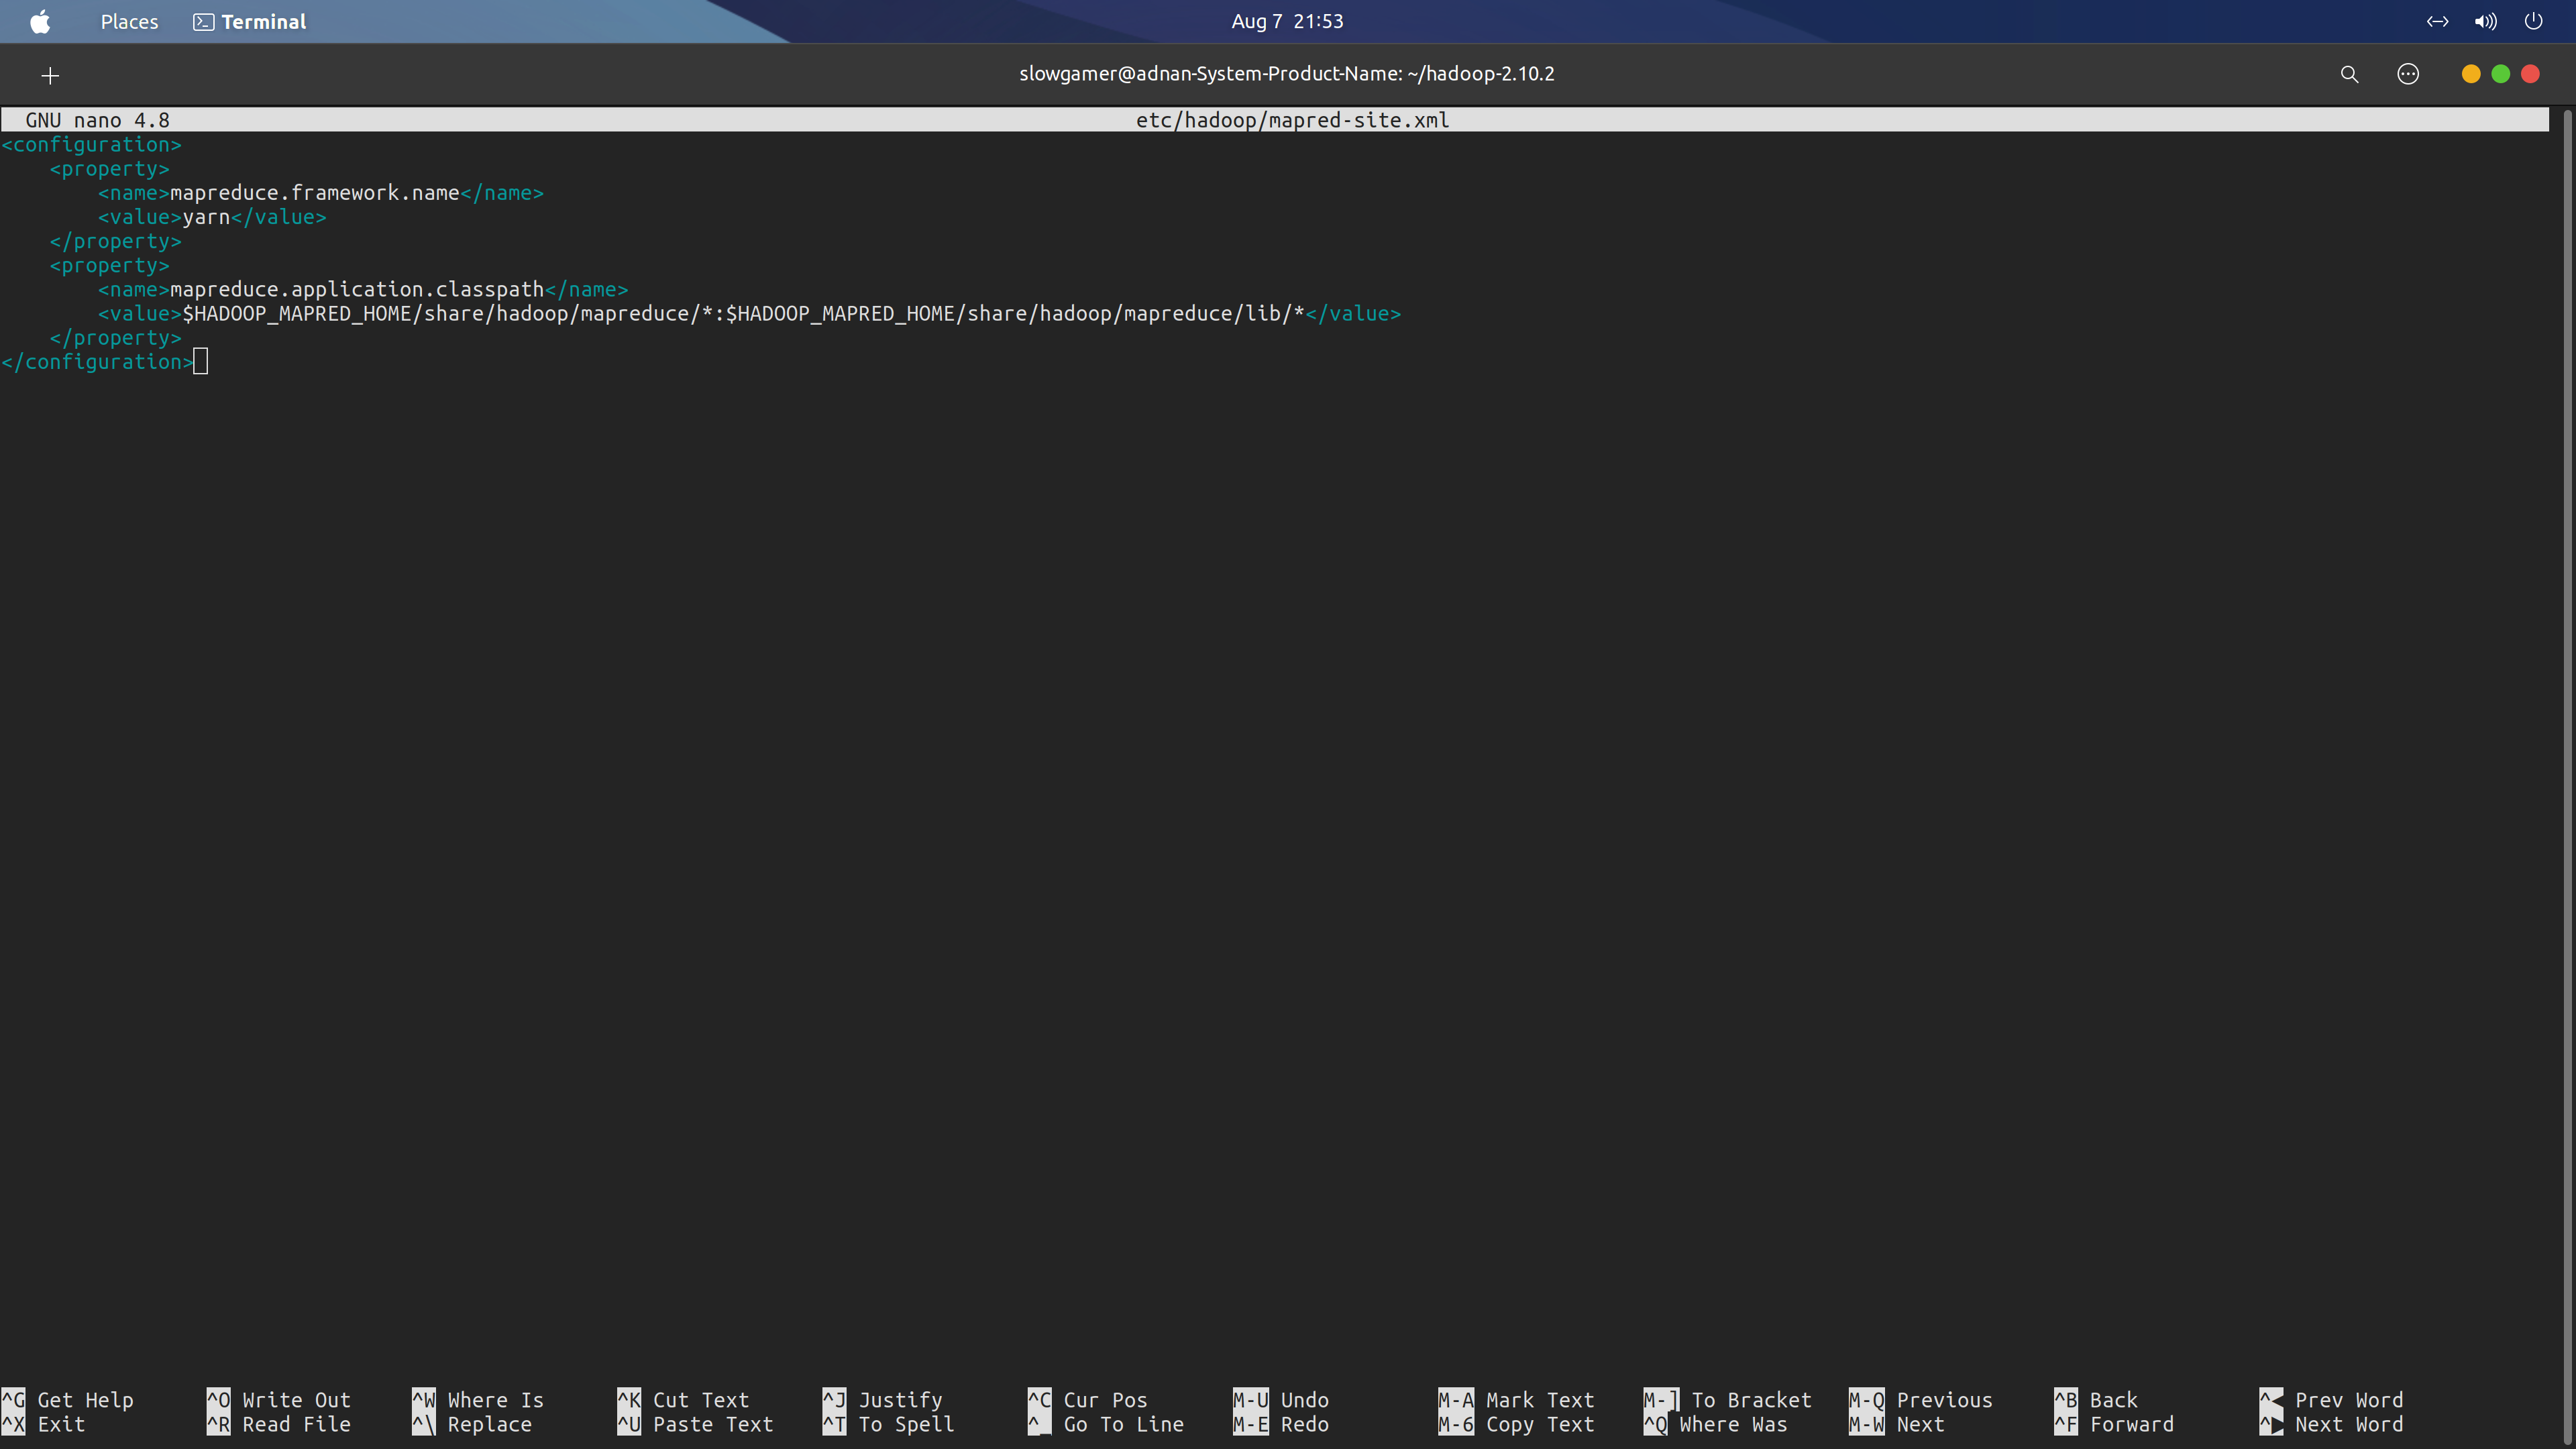 Places Terminal Aug 7 21:53
slowgamer@adnan-System-Product-Name: ~/hadoop-2.10.2
GNU nano 4.8 etc/hadoop/mapred-site.xml
<configuration>
    <property>
        <name>mapreduce.framework.name</name>
        <value>yarn</value>
    </property>
    <property>
        <name>mapreduce.application.classpath</name>
        <value>$HADOOP_MAPRED_HOME/share/hadoop/mapreduce/*:$HADOOP_MAPRED_HOME/share/hadoop/mapreduce/lib/*</value>
    </property>
</configuration>
^G Get Help ^O Write Out ^W Where Is ^K Cut Text ^J Justify ^C Cur Pos M-U Undo M-A Mark Text M-] To Bracket M-Q Previous ^B Back ^◀ Prev Word
^X Exit ^R Read File ^\ Replace ^U Paste Text ^T To Spell ^_ Go To Line M-E Redo M-6 Copy Text ^Q Where Was M-W Next ^F Forward ^▶ Next Word